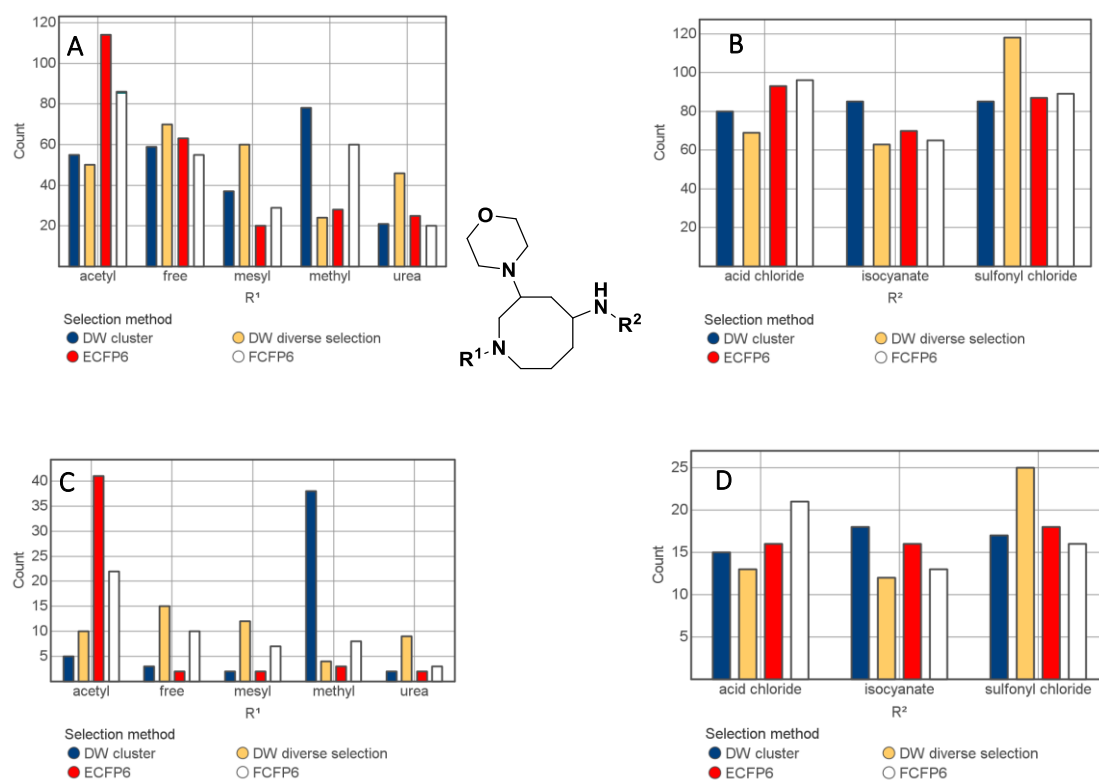 A
120
100
80
60
40
20
Count
acetyl free mesyl methyl urea
R¹
Selection method
DW cluster DW diverse selection
ECFP6 FCFP6
B
120
100
80
60
40
20
Count
acid chloride isocyanate sulfonyl chloride
R²
Selection method
DW cluster DW diverse selection
ECFP6 FCFP6
O
N
H
N
R²
R¹
N
C
40
35
30
25
20
15
10
5
Count
acetyl free mesyl methyl urea
R¹
Selection method
DW cluster DW diverse selection
ECFP6 FCFP6
D
25
20
15
10
5
Count
acid chloride isocyanate sulfonyl chloride
R²
Selection method
DW cluster DW diverse selection
ECFP6 FCFP6